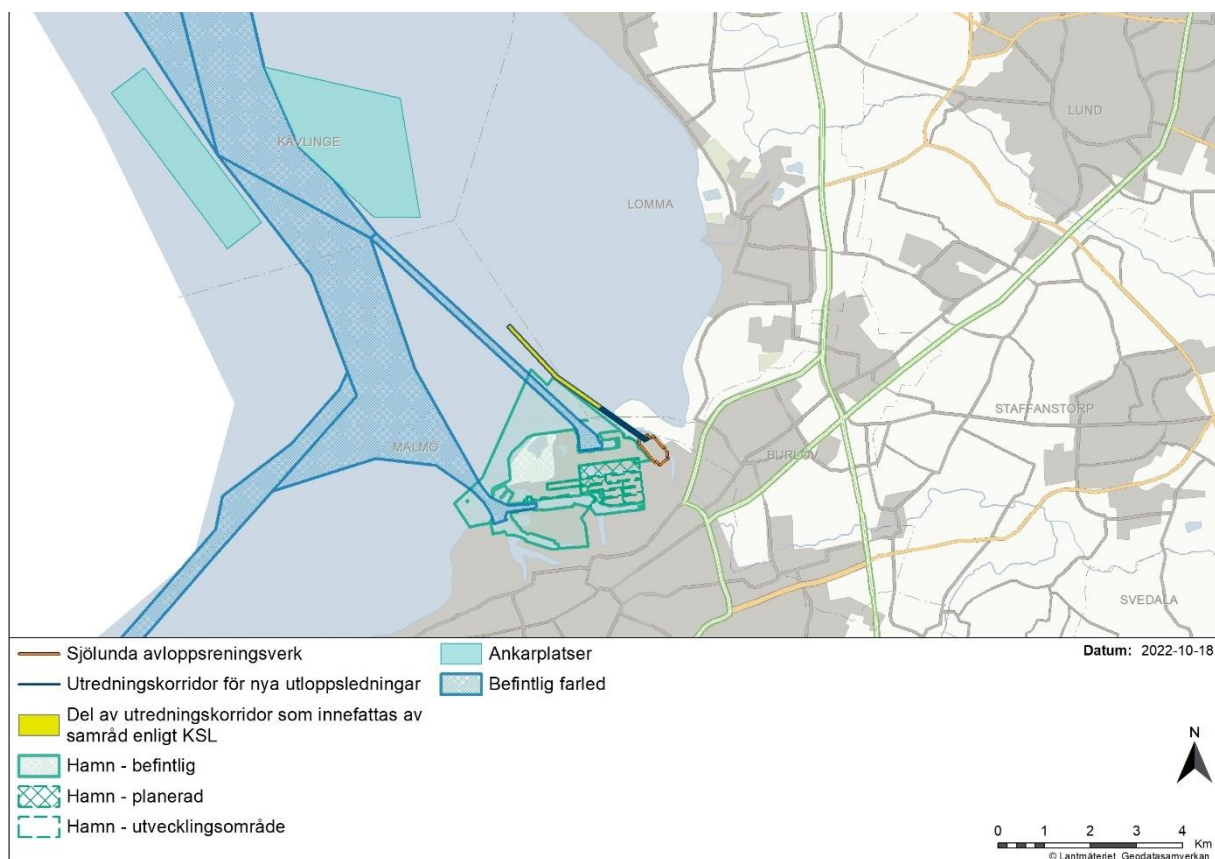 LUND
KÄVLINGE
LOMMA
STAFFANSTORP
MALMÖ
BURLÖV
SVEDALA
Sjölunda avloppsreningsverk
Utredningskorridor för nya utloppsledningar
Del av utredningskorridor som innefattas av
samråd enligt KSL
Hamn - befintlig
Hamn - planerad
Hamn - utvecklingsområde
Ankarplatser
Befintlig farled
Datum: 2022-10-18
N
0 1 2 3 4
Km
© Lantmäteriet, Geodatasamverkan